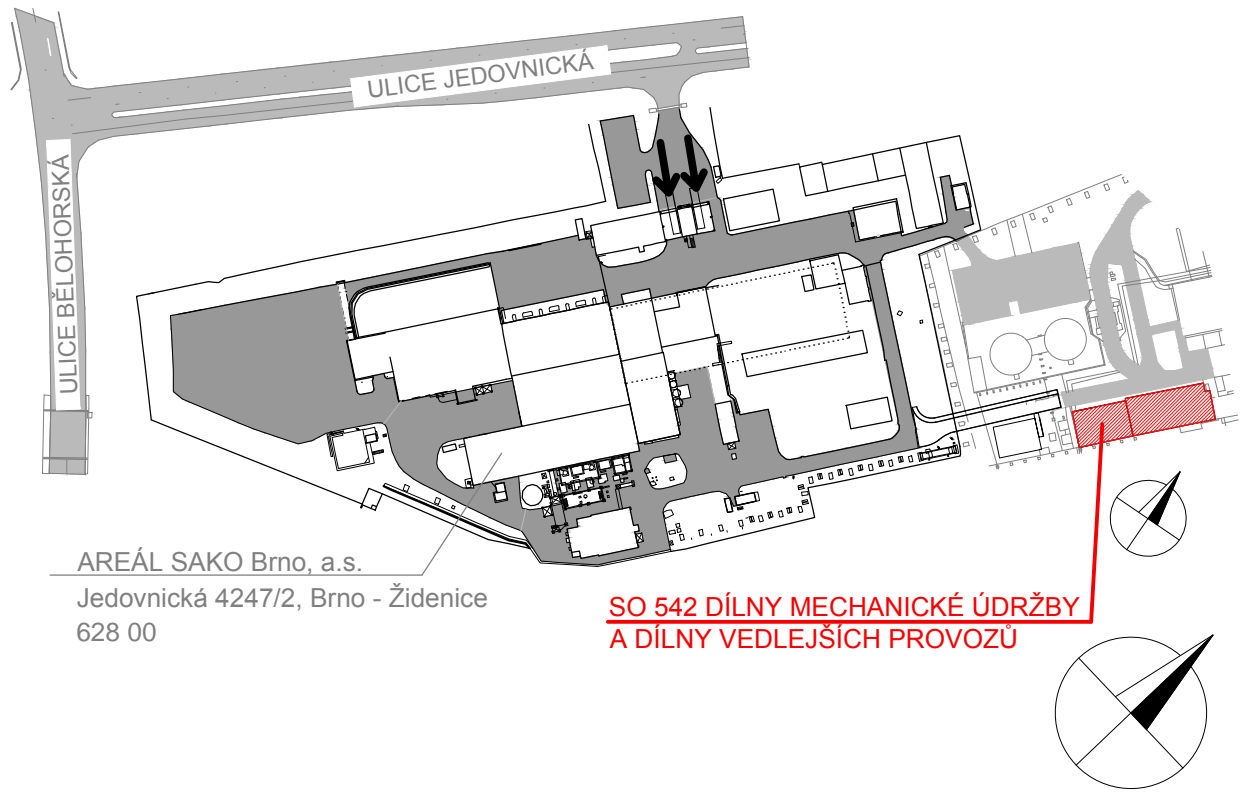 ULICE JEDOVNICKÁ
ULICE BĚLOHORSKÁ
AREÁL SAKO Brno, a.s.
Jedovnická 4247/2, Brno - Židenice
628 00
SO 542 DÍLNY MECHANICKÉ ÚDRŽBY
A DÍLNY VEDLEJŠÍCH PROVOZŮ